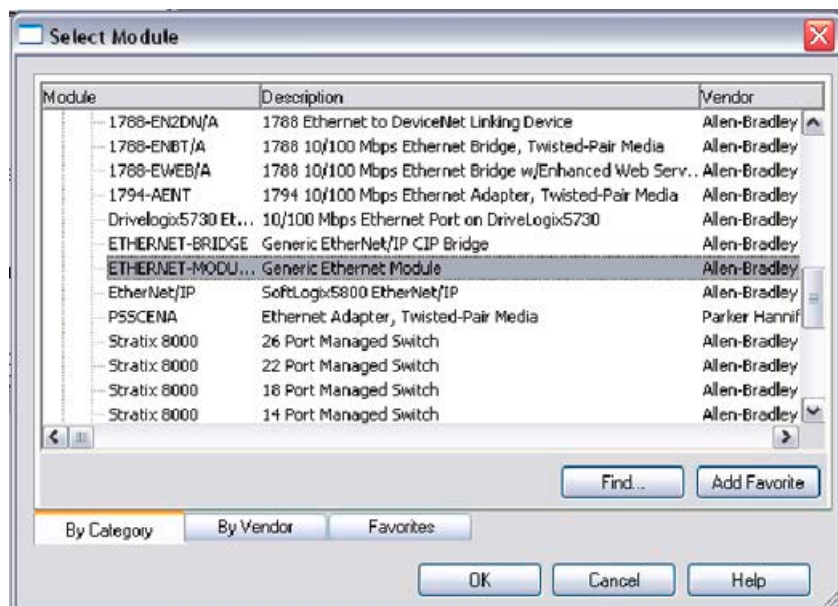 Select Module
Module Description Vendor
1788-EN2DN/A 1788 Ethernet to DeviceNet Linking Device Allen-Bradley
1788-ENBT/A 1788 10/100 Mbps Ethernet Bridge, Twisted-Pair Media Allen-Bradley
1788-EWEB/A 1788 10/100 Mbps Ethernet Bridge w/Enhanced Web Serv... Allen-Bradley
1794-AENT 1794 10/100 Mbps Ethernet Adapter, Twisted-Pair Media Allen-Bradley
Drivelogix5730 Et... 10/100 Mbps Ethernet Port on DriveLogix5730 Allen-Bradley
ETHERNET-BRIDGE Generic EtherNet/IP CIP Bridge Allen-Bradley
ETHERNET-MODU... Generic Ethernet Module Allen-Bradley
EtherNet/IP SoftLogix5800 EtherNet/IP Allen-Bradley
PSSCENA Ethernet Adapter, Twisted-Pair Media Parker Hannif
Stratix 8000 26 Port Managed Switch Allen-Bradley
Stratix 8000 22 Port Managed Switch Allen-Bradley
Stratix 8000 18 Port Managed Switch Allen-Bradley
Stratix 8000 14 Port Managed Switch Allen-Bradley
Find... Add Favorite
By Category By Vendor Favorites
OK Cancel Help